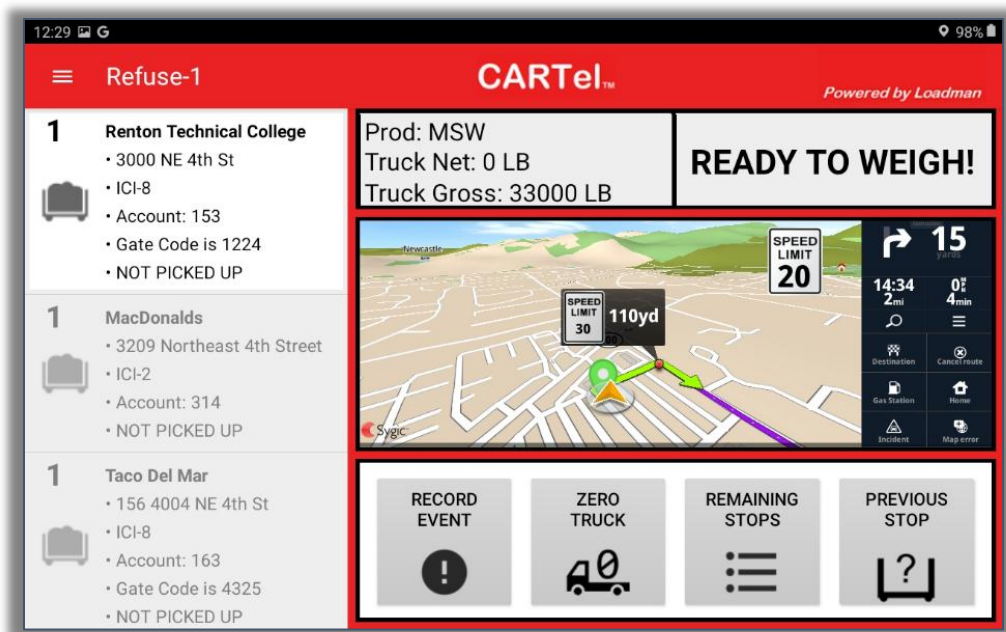 12:29 G 98%
Refuse-1
CARTel™
Powered by Loadman
1 Renton Technical College
• 3000 NE 4th St
• ICI-8
• Account: 153
• Gate Code is 1224
• NOT PICKED UP
1 MacDonalds
• 3209 Northeast 4th Street
• ICI-2
• Account: 314
• NOT PICKED UP
1 Taco Del Mar
• 156 4004 NE 4th St
• ICI-8
• Account: 163
• Gate Code is 4325
• NOT PICKED UP
Prod: MSW
Truck Net: 0 LB
Truck Gross: 33000 LB
READY TO WEIGH!
Newcastle
SPEED
LIMIT
20
SPEED
LIMIT
30
110yd
Sygic
15
yards
14:34
2mi
0
4min
Destination
Cancel route
Gas Station
Home
Incident
Map error
RECORD
EVENT
!
ZERO
TRUCK
0
REMAINING
STOPS
PREVIOUS
STOP
?